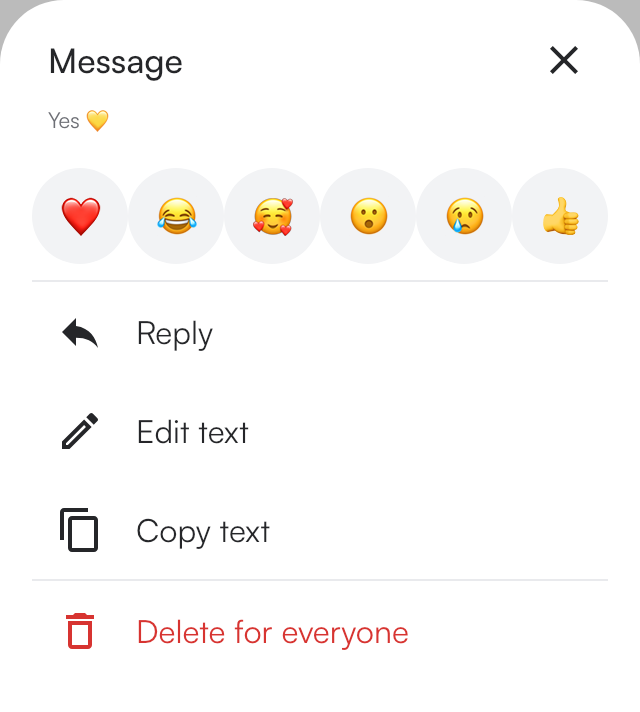 Message
Yes 💛
❤️ 😂 🥰 😮 😢 👍
Reply
Edit text
Copy text
Delete for everyone